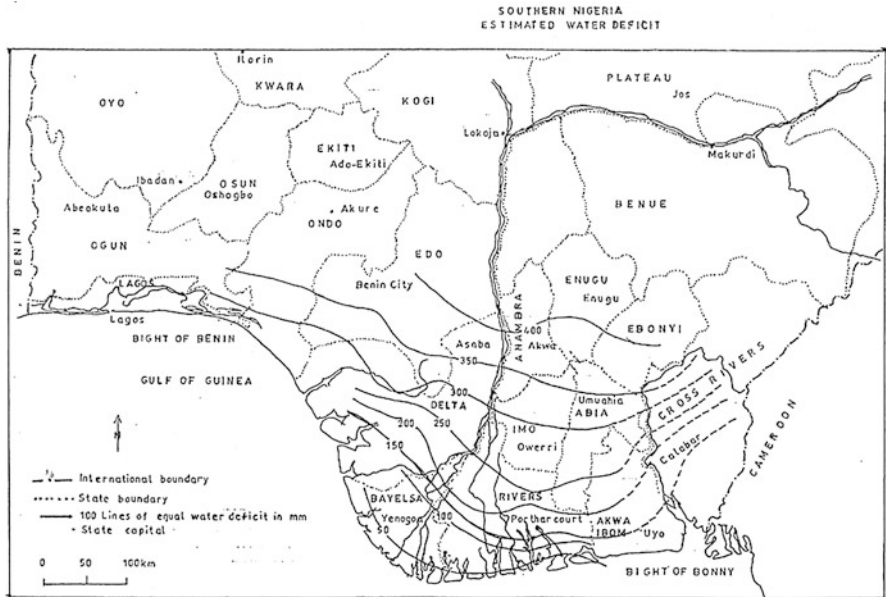 SOUTHERN NIGERIA
ESTIMATED WATER DEFICIT
Ilorin
KWARA
PLATEAU
Jos
OYO
KOGI
Lokoja
Makurdi
EKITI
Ado-Ekiti
Ibadan
OSUN
Oshogbo
Abeokuta
Akure
ONDO
BENUE
OGUN
EDO
BENIN
LAGOS
Lagos
Benin City
ENUGU
Enugu
ANAMBRA
400
Akwa
EBONYI
BIGHT OF BENIN
Asaba
350
GULF OF GUINEA
300
DELTA
Umuahia
ABIA
CROSS RIVERS
CAMEROON
200
250
IMO
Owerri
Calabar
150
N
BAYELSA
Yenogoa
100
RIVERS
Portharcourt
AKWA
IBOM
Uyo
50
BIGHT OF BONNY
International boundary
State boundary
100 Lines of equal water deficit in mm
State capital
0 50 100km